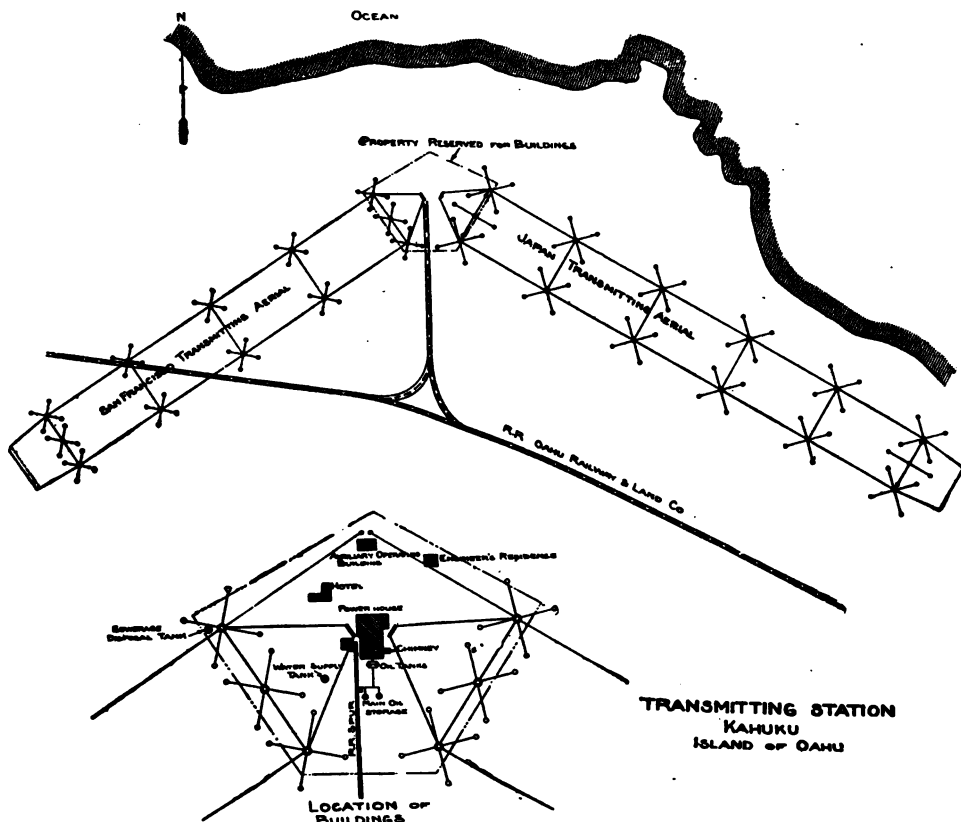 N
OCEAN
PROPERTY RESERVED FOR BUILDINGS
JAPAN TRANSMITTING AERIAL
SAN FRANCISCO TRANSMITTING AERIAL
R.R. OAHU RAILWAY & LAND CO
AUXILIARY OPERATING
BUILDING
ENGINEER'S RESIDENSE
HOTEL
POWER HOUSE
SEWERAGE
DISPOSAL TANK
CHIMNEY
WATER SUPPLY
TANK
OIL TANKS
MAIN OIL
STORAGE
R.R. SPUR
TRANSMITTING STATION
KAHUKU
ISLAND OF OAHU
LOCATION OF
BUILDINGS